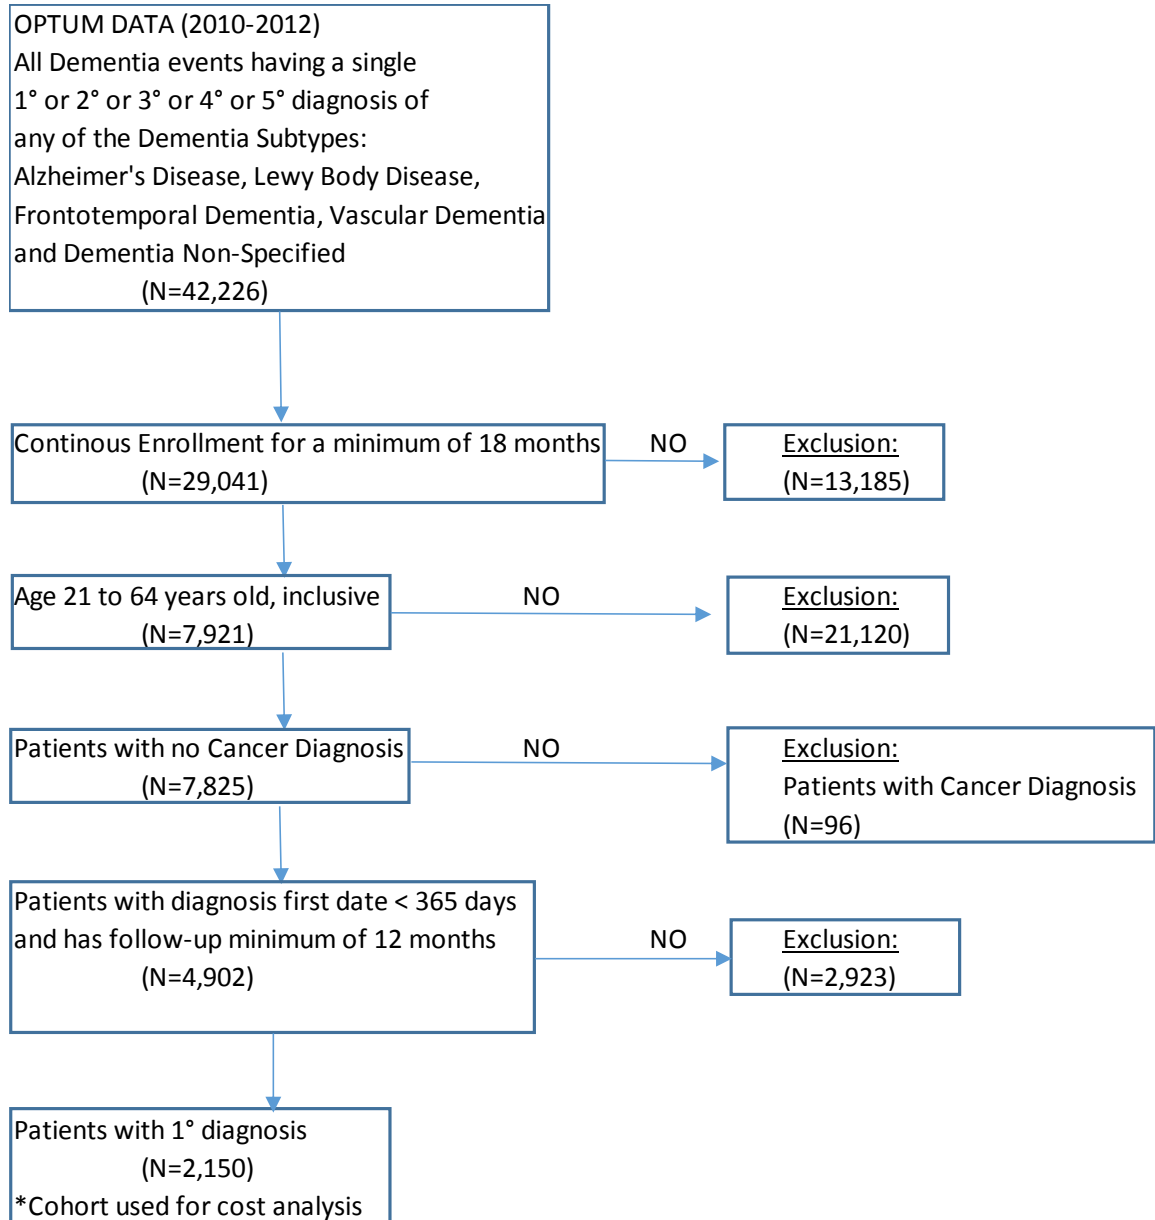 OPTUM DATA (2010-2012)
All Dementia events having a single
1° or 2° or 3° or 4° or 5° diagnosis of
any of the Dementia Subtypes:
Alzheimer's Disease, Lewy Body Disease,
Frontotemporal Dementia, Vascular Dementia
and Dementia Non-Specified
(N=42,226)
Continous Enrollment for a minimum of 18 months
(N=29,041)
NO
Exclusion:
(N=13,185)
Age 21 to 64 years old, inclusive
(N=7,921)
NO
Exclusion:
(N=21,120)
Patients with no Cancer Diagnosis
(N=7,825)
NO
Exclusion:
Patients with Cancer Diagnosis
(N=96)
Patients with diagnosis first date < 365 days
and has follow-up minimum of 12 months
(N=4,902)
NO
Exclusion:
(N=2,923)
Patients with 1° diagnosis
(N=2,150)
*Cohort used for cost analysis